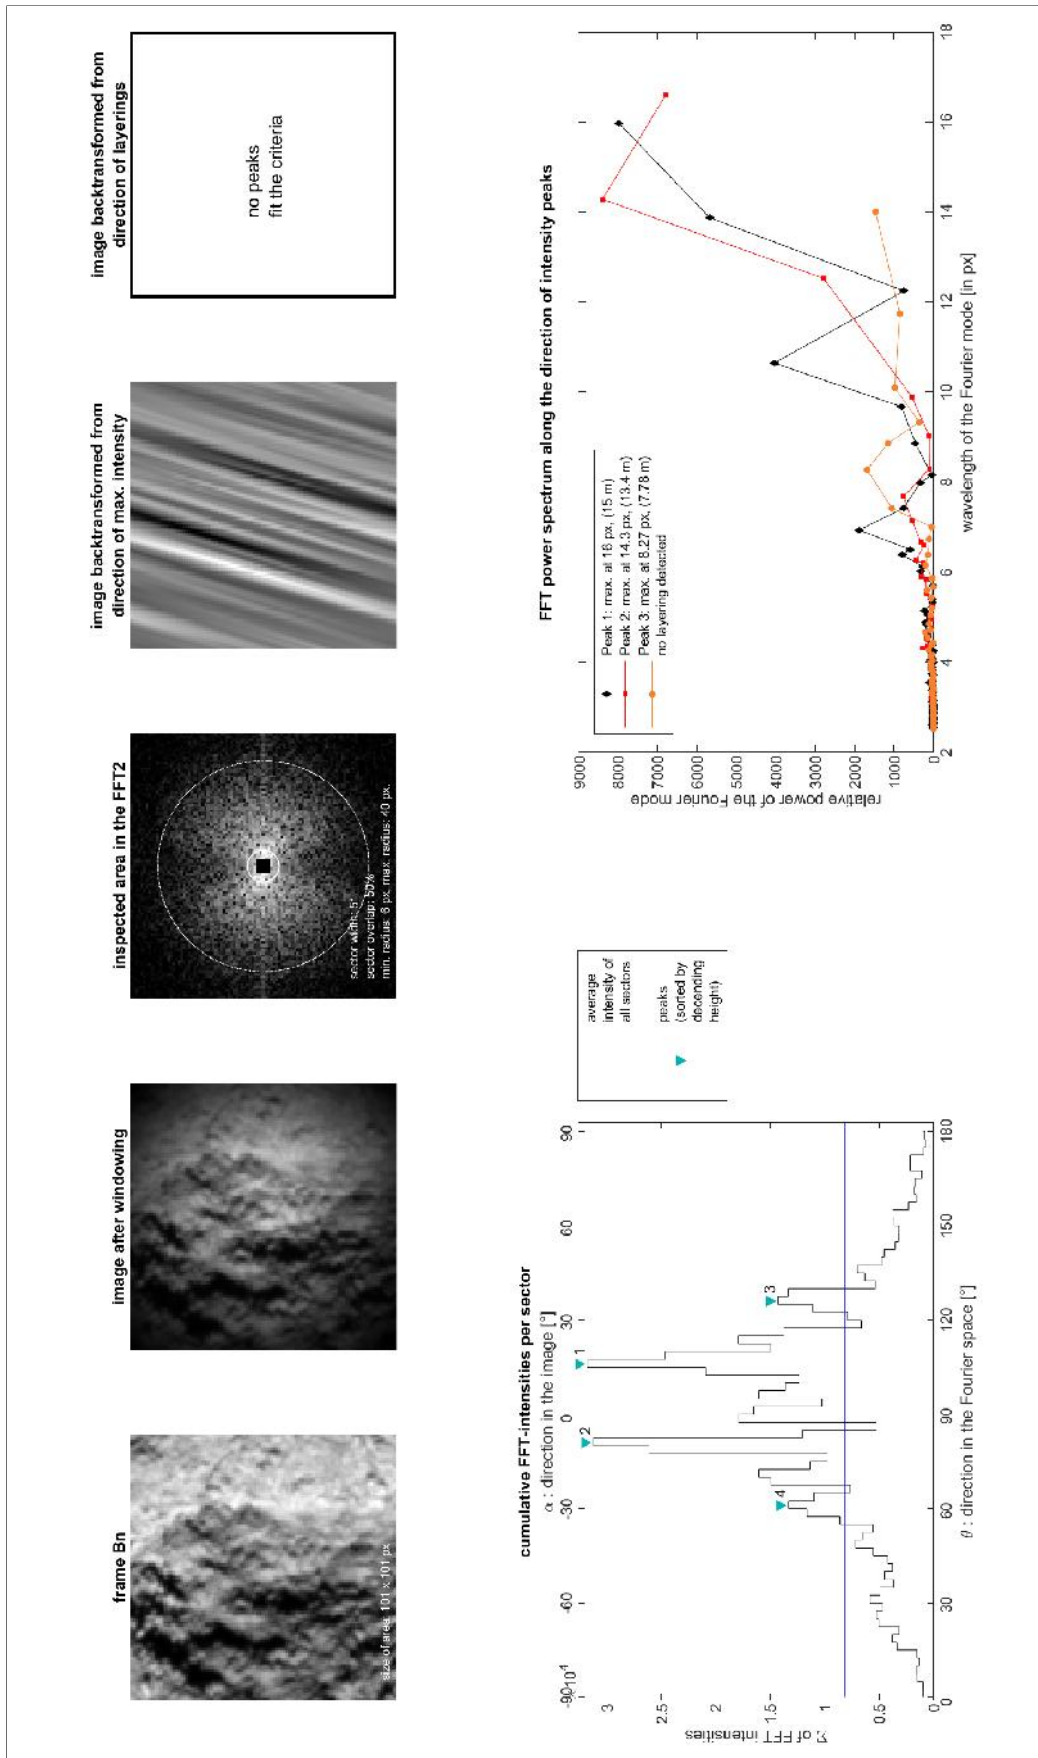 frame Bn
size of area: 101 x 101 px
image after windowing
inspected area in the FFT2
sector width: 5°
sector overlap: 50%
min. radius: 6 px, max. radius: 40 px,
image backtransformed from
direction of max. intensity
image backtransformed from
direction of layerings
no peaks
fit the criteria
cumulative FFT-intensities per sector
α : direction in the image [°]
-90 -60 -30 0 30 60 90
10⁴
3
2.5
2
1.5
1
0.5
0
Σ of FFT intensities
1
2
3
4
0 30 60 90 120 150 180
θ : direction in the Fourier space [°]
average
intensity of
all sectors
peaks
(sorted by
decending
height)
FFT power spectrum along the direction of intensity peaks
9000
8000
7000
6000
5000
4000
3000
2000
1000
0
relative power of the Fourier mode
Peak 1: max. at 16 px, (15 m)
Peak 2: max. at 14.3 px, (13.4 m)
Peak 3: max. at 8.27 px, (7.78 m)
no layering detected
2 4 6 8 10 12 14 16 18
wavelength of the Fourier mode [in px]